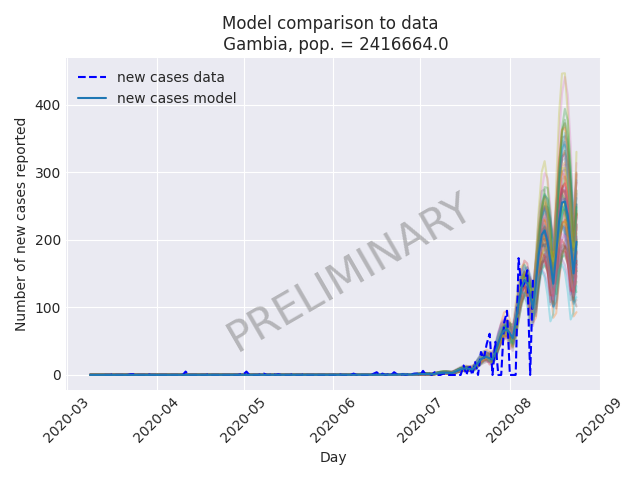 Model comparison to data
Gambia, pop. = 2416664.0
new cases data
new cases model
Number of new cases reported
400
300
200
100
0
PRELIMINARY
2020-03
2020-04
2020-05
2020-06
2020-07
2020-08
2020-09
Day